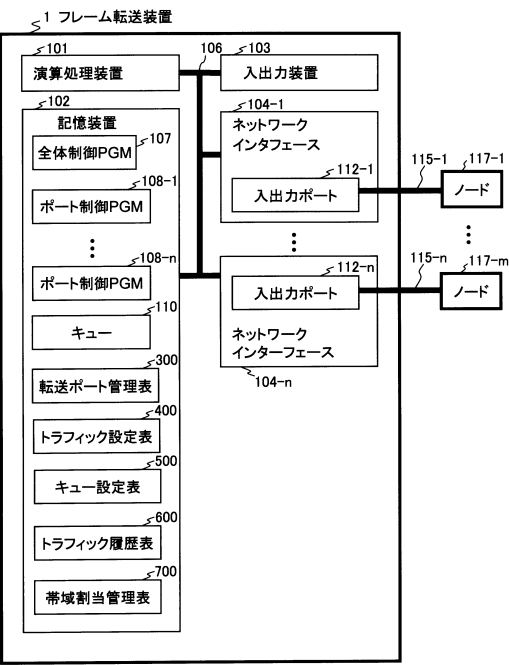 1 フレーム転送装置
101
演算処理装置
106
103
入出力装置
102
記憶装置
107
全体制御PGM
108-1
ポート制御PGM
108-n
ポート制御PGM
110
キュー
300
転送ポート管理表
400
トラフィック設定表
500
キュー設定表
600
トラフィック履歴表
700
帯域割当管理表
104-1
ネットワーク
インタフェース
112-1
入出力ポート
115-1
117-1
ノード
112-n
入出力ポート
115-n
117-m
ノード
ネットワーク
インターフェース
104-n